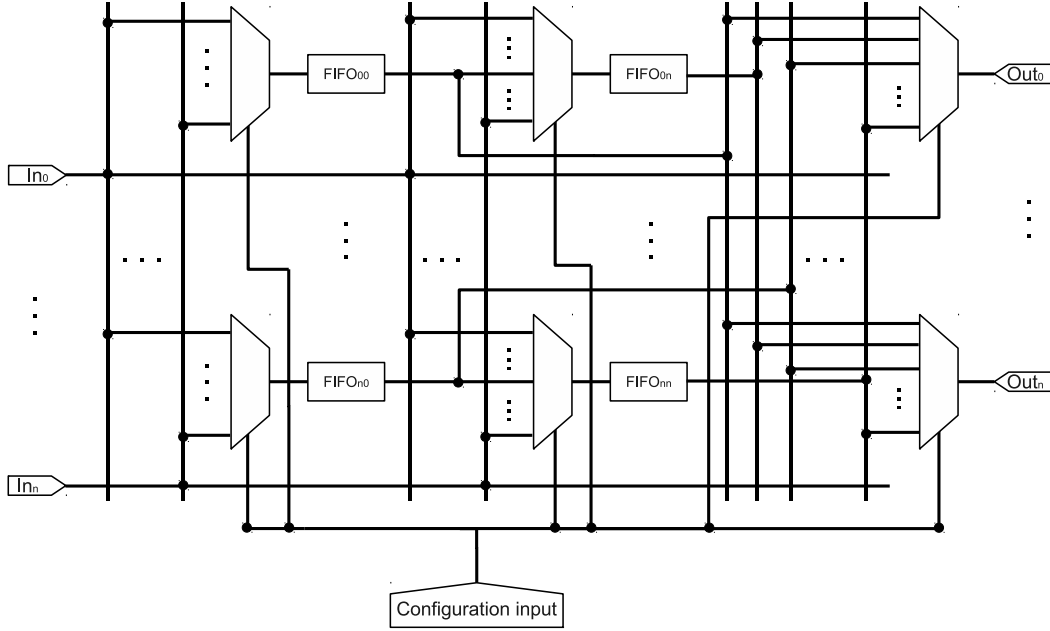 FIFO00
FIFO0n
Out0
In0
FIFOn0
FIFOnn
Outn
Inn
Configuration input